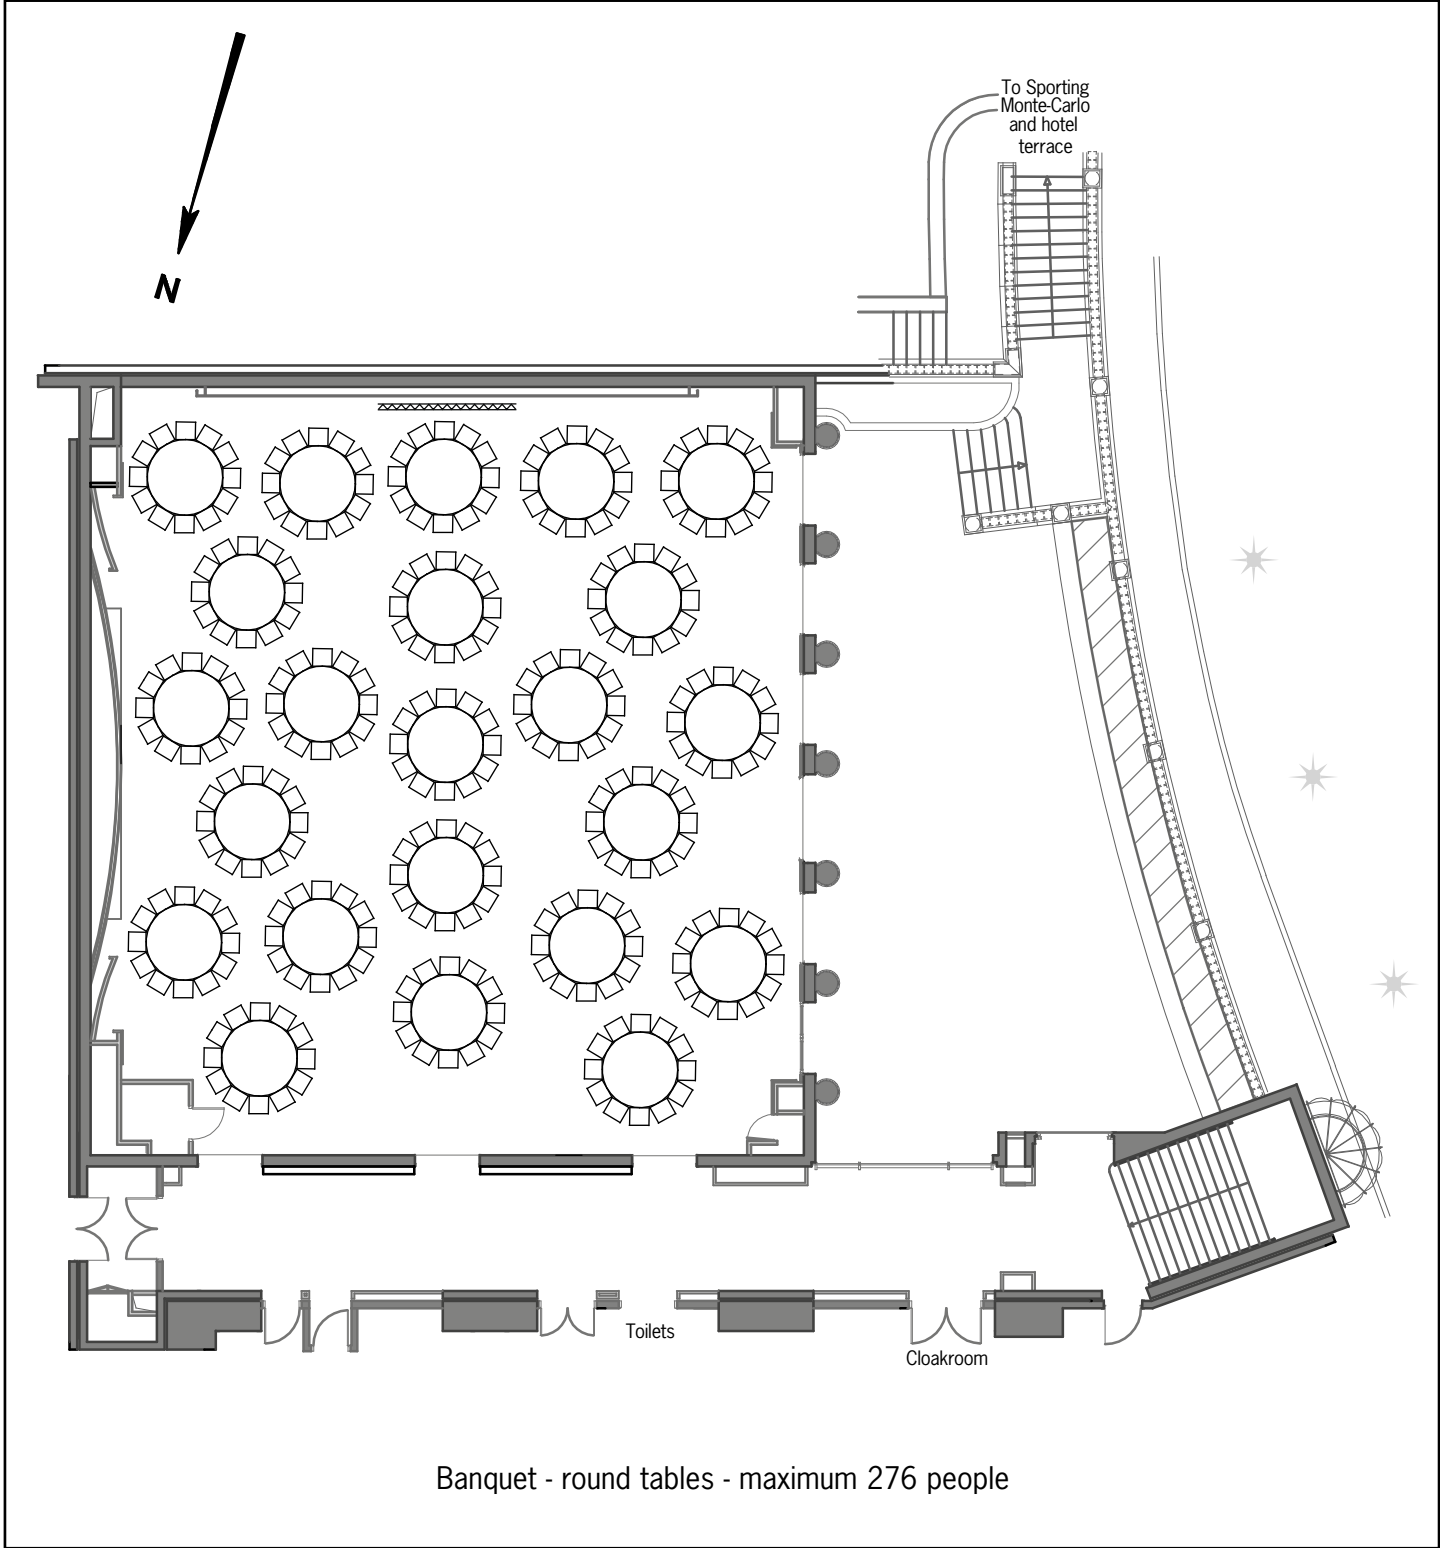 To Sporting
Monte-Carlo
and hotel
terrace
N
Toilets
Cloakroom
Banquet - round tables - maximum 276 people